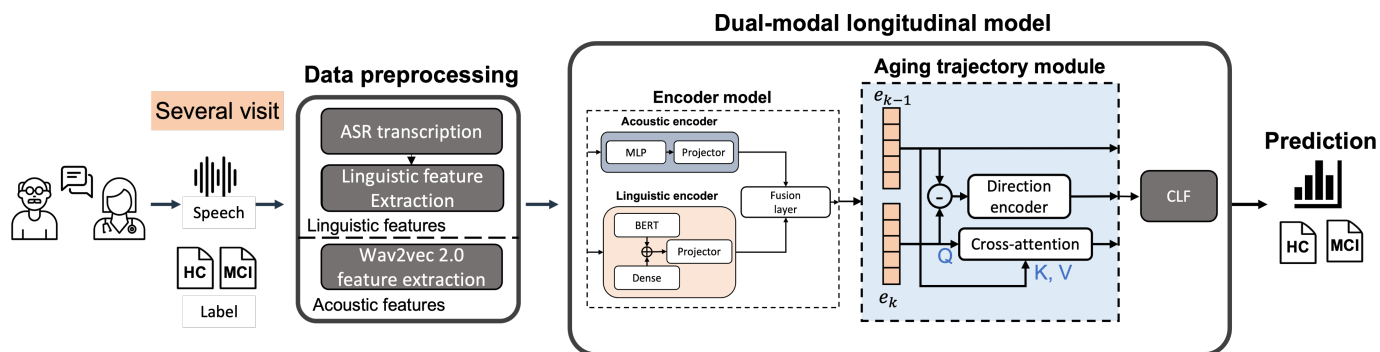 Dual-modal longitudinal model
Data preprocessing
Several visit
Speech
HC
MCI
Label
ASR transcription
Linguistic feature
Extraction
Linguistic features
Wav2vec 2.0
feature extraction
Acoustic features
Encoder model
Acoustic encoder
MLP
Projector
Linguistic encoder
BERT
Projector
Dense
Fusion
layer
Aging trajectory module
e_{k-1}
-
Direction
encoder
Cross-attention
Q
K, V
e_k
CLF
Prediction
HC
MCI